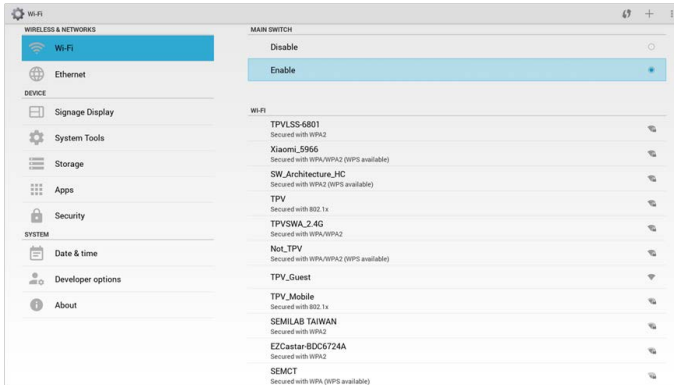 Wi-Fi
WIRELESS & NETWORKS
Wi-Fi
Ethernet
DEVICE
Signage Display
System Tools
Storage
Apps
Security
SYSTEM
Date & time
Developer options
About
MAIN SWITCH
Disable
Enable
WI-FI
TPVLSS-6801
Secured with WPA2
Xiaomi_5966
Secured with WPA/WPA2 (WPS available)
SW_Architecture_HC
Secured with WPA2 (WPS available)
TPV
Secured with 802.1x
TPVSWA_2.4G
Secured with WPA/WPA2
Not_TPV
Secured with WPA/WPA2 (WPS available)
TPV_Guest
TPV_Mobile
Secured with 802.1x
SEMILAB TAIWAN
Secured with WPA2
EZCastar-BDC6724A
Secured with WPA2
SEMCT
Secured with WPA (WPS available)